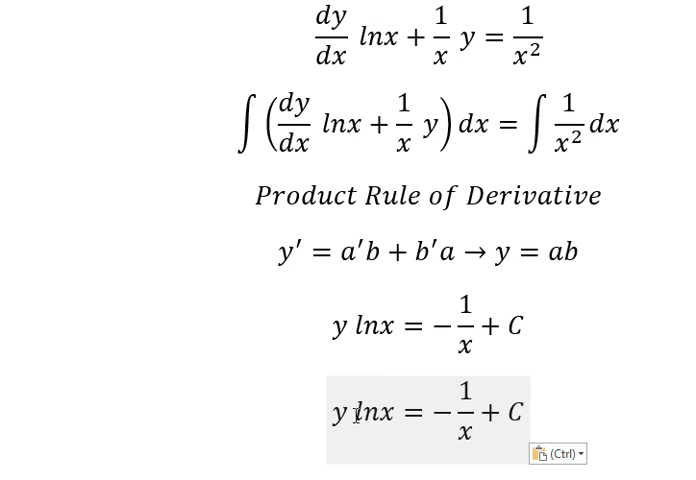 dy/dx lnx + 1/x y = 1/x²
∫ (dy/dx lnx + 1/x y) dx = ∫ 1/x² dx
Product Rule of Derivative
y′ = a′b + b′a → y = ab
y lnx = −1/x + C
y lnx = −1/x + C
(Ctrl)